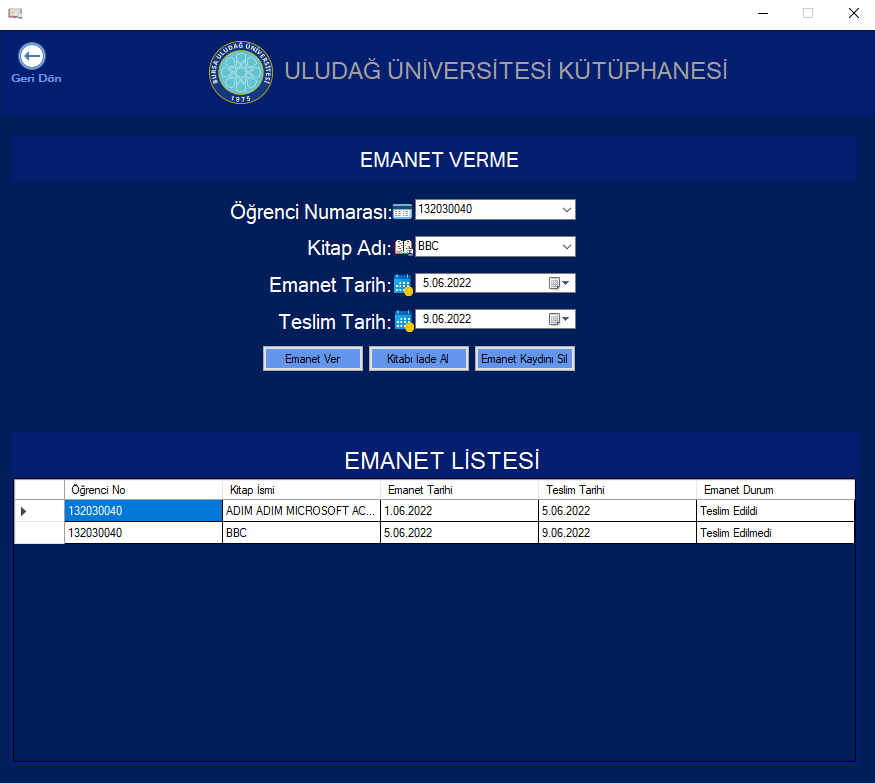 BURSA ULUDAĞ ÜNİVERSİTESİ
1975
Geri Dön
ULUDAĞ ÜNİVERSİTESİ KÜTÜPHANESİ
EMANET VERME
Öğrenci Numarası: 132030040
Kitap Adı: BBC
Emanet Tarih: 5.06.2022
Teslim Tarih: 9.06.2022
Emanet Ver Kitabı İade Al Emanet Kaydını Sil
EMANET LİSTESİ
Öğrenci No Kitap İsmi Emanet Tarihi Teslim Tarihi Emanet Durum
132030040 ADIM ADIM MICROSOFT AC... 1.06.2022 5.06.2022 Teslim Edildi
132030040 BBC 5.06.2022 9.06.2022 Teslim Edilmedi